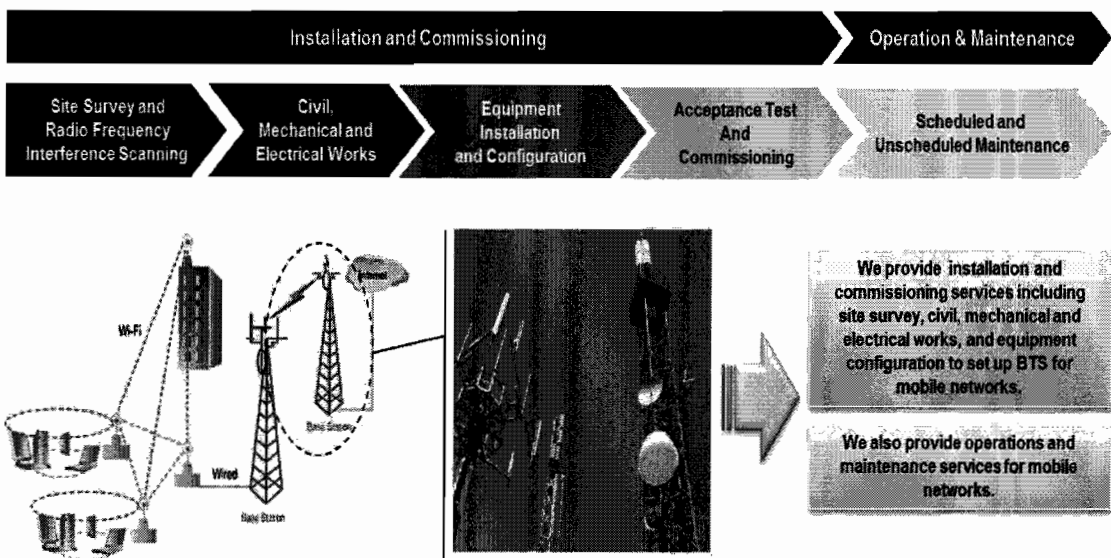 Installation and Commissioning
Operation & Maintenance
Site Survey and
Radio Frequency
Interference Scanning
Civil,
Mechanical and
Electrical Works
Equipment
Installation
and Configuration
Acceptance Test
And
Commissioning
Scheduled and
Unscheduled Maintenance
Internet
Wi-Fi
Base Station
Wired
Base Station
We provide installation and
commissioning services including
site survey, civil, mechanical and
electrical works, and equipment
configuration to set up BTS for
mobile networks.
We also provide operations and
maintenance services for mobile
networks.